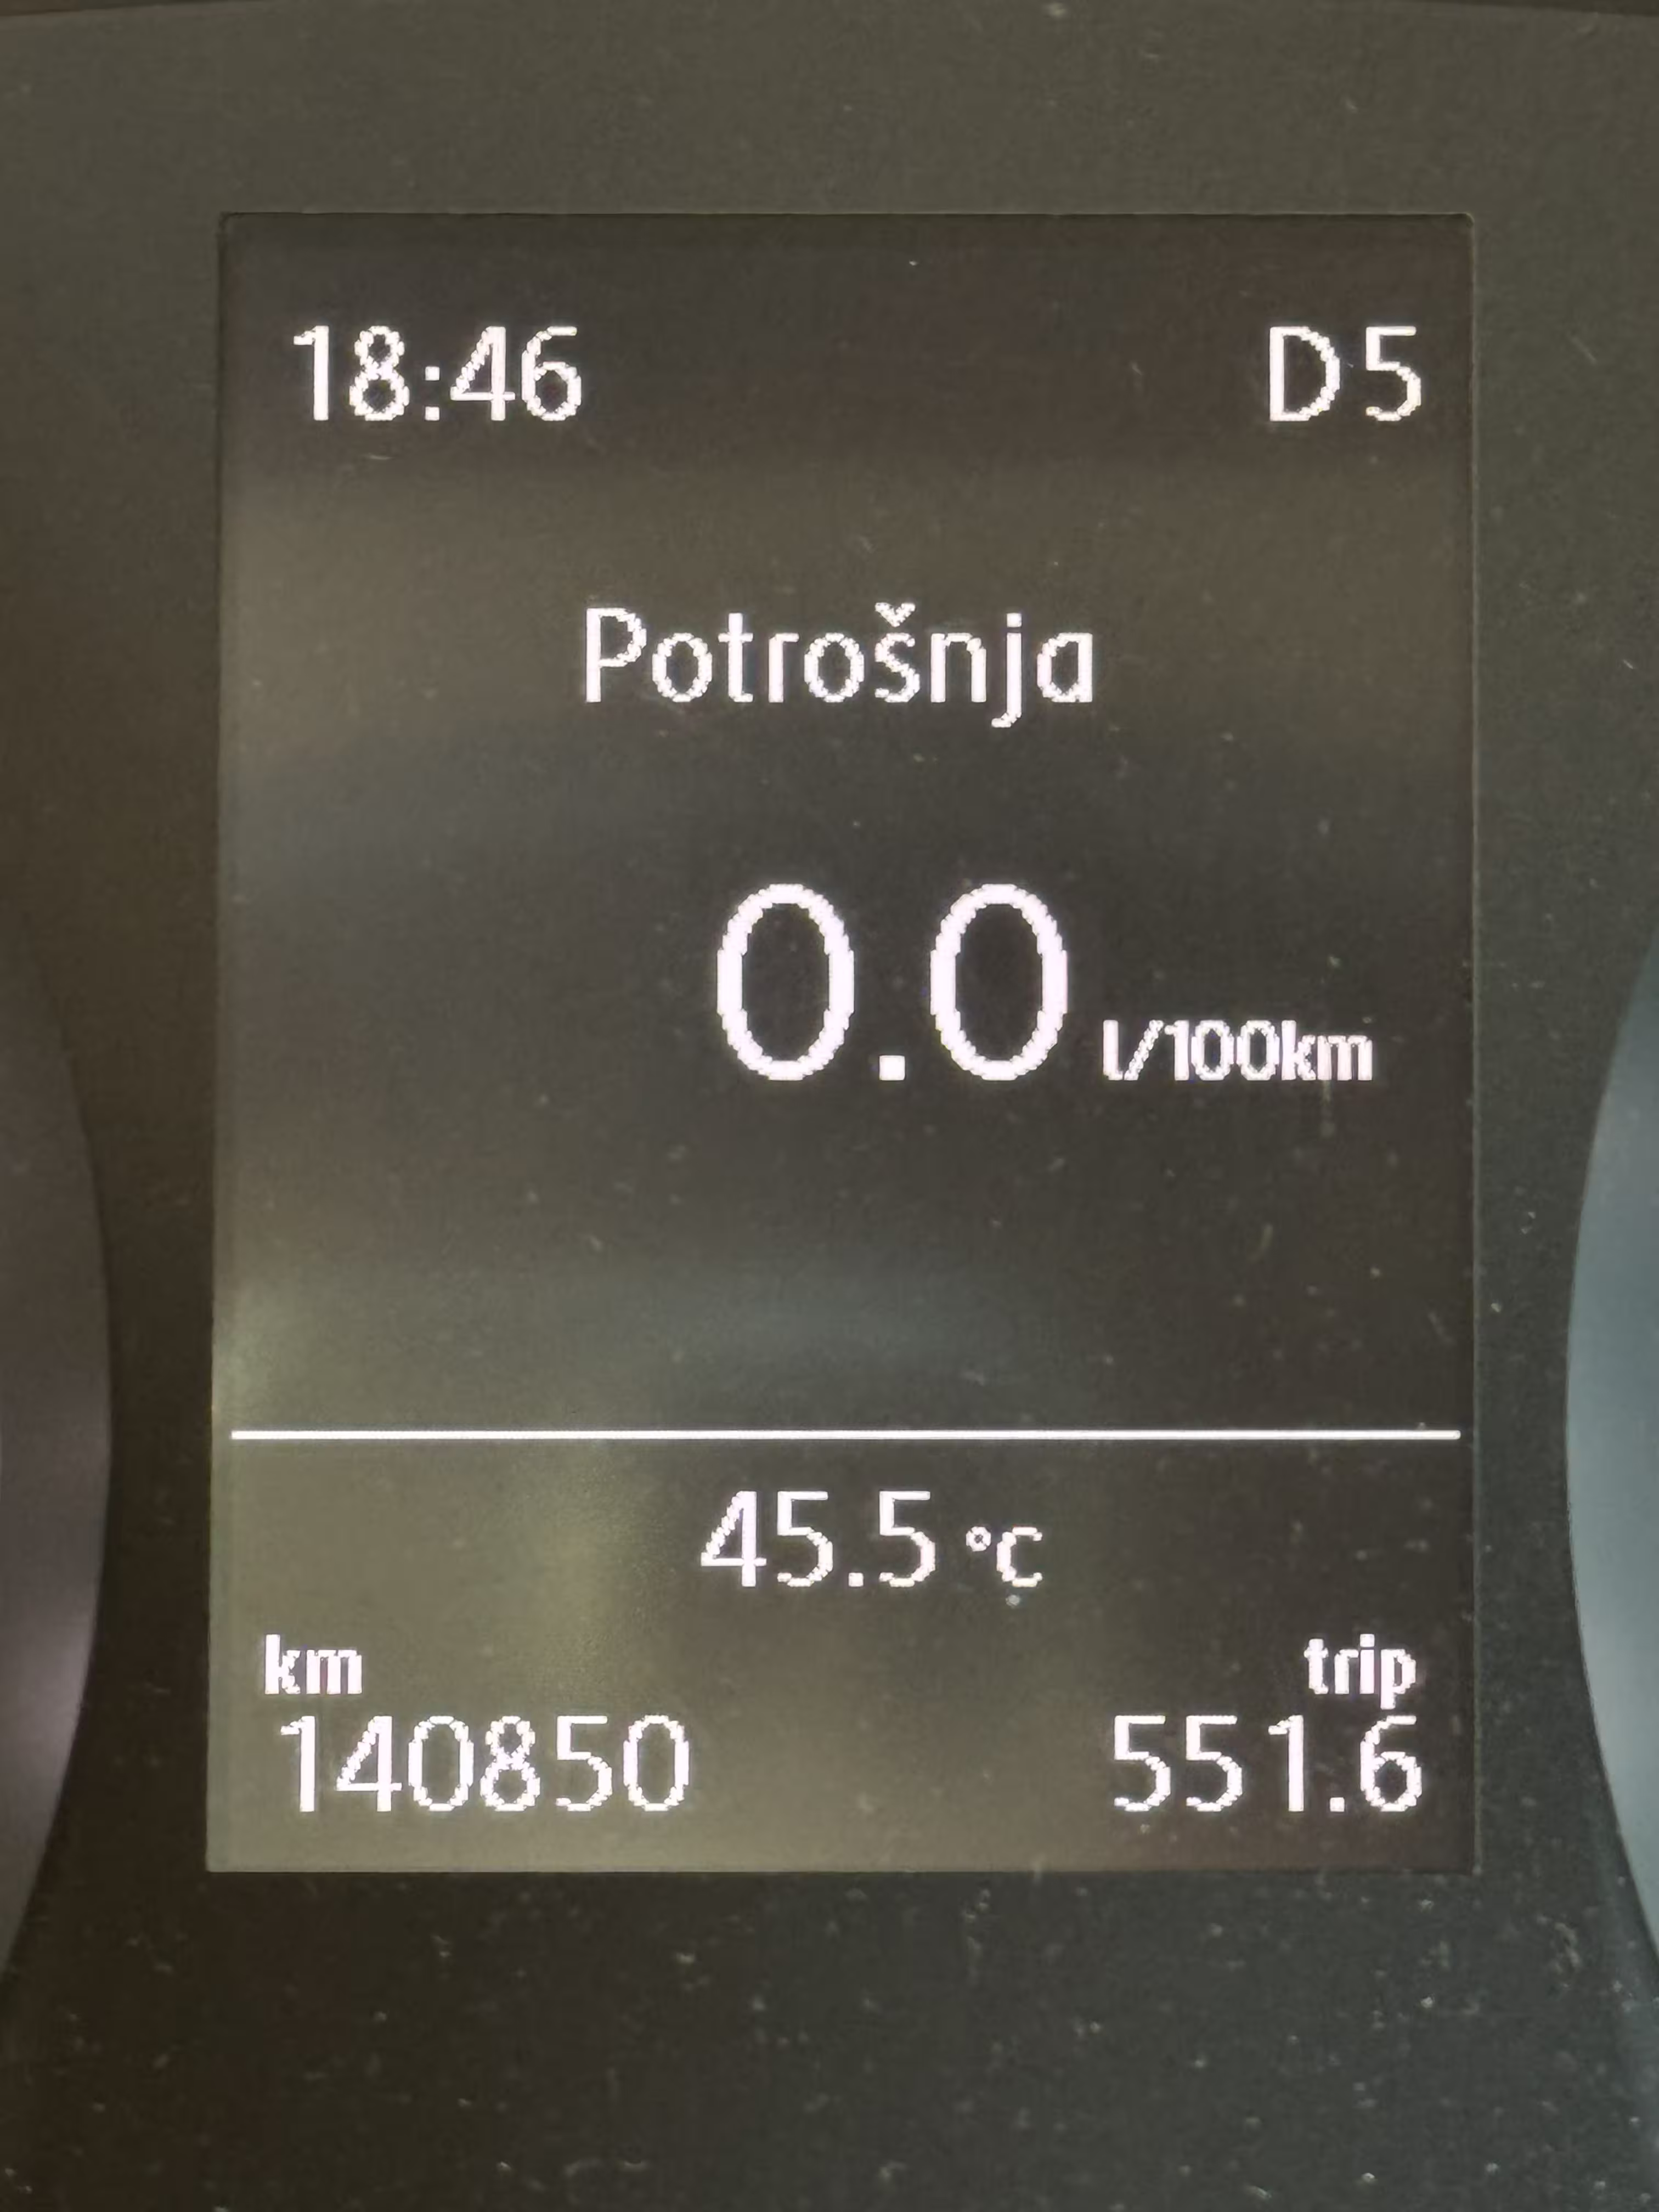 18:46 D5
Potrošnja
0.0 l/100km
45.5 °C
km trip
140850 551.6